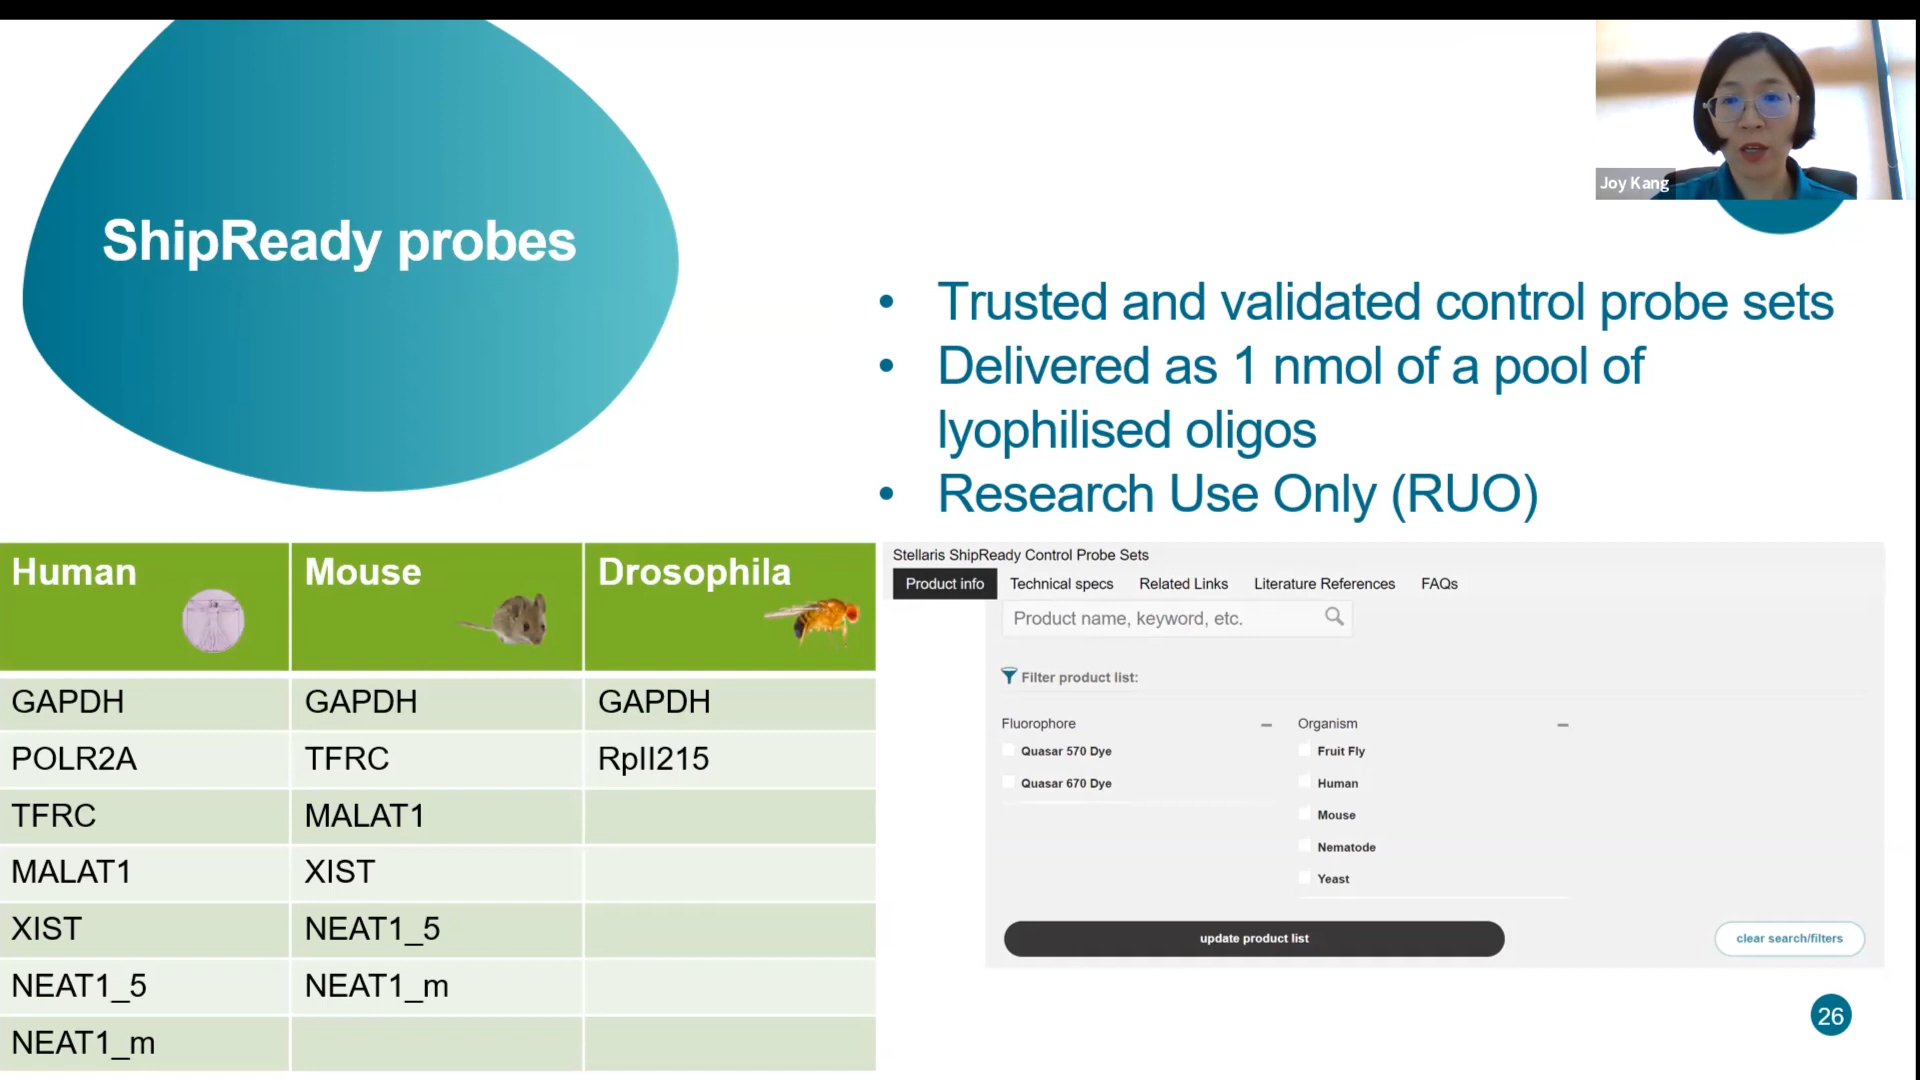 Joy Kang
ShipReady probes
• Trusted and validated control probe sets
• Delivered as 1 nmol of a pool of
lyophilised oligos
• Research Use Only (RUO)
Human Mouse Drosophila
GAPDH GAPDH GAPDH
POLR2A TFRC RpII215
TFRC MALAT1
MALAT1 XIST
XIST NEAT1_5
NEAT1_5 NEAT1_m
NEAT1_m
Stellaris ShipReady Control Probe Sets
Product info Technical specs Related Links Literature References FAQs
Product name, keyword, etc.
Filter product list:
Fluorophore Organism
Quasar 570 Dye Fruit Fly
Quasar 670 Dye Human
Mouse
Nematode
Yeast
update product list clear search/filters
26